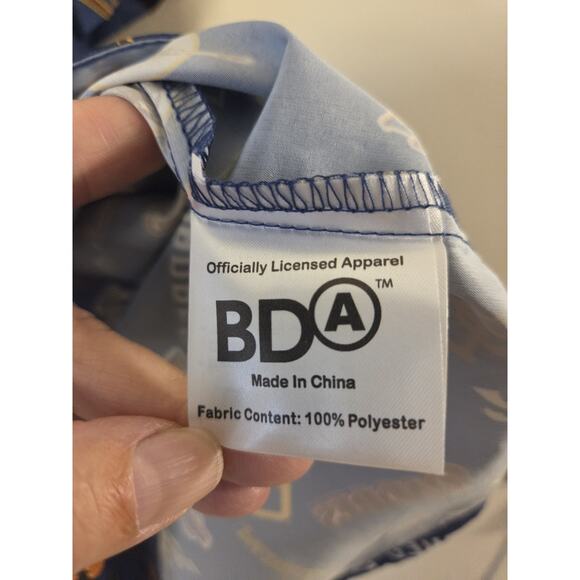 Officially Licensed Apparel
BDA™
Made In China
Fabric Content: 100% Polyester